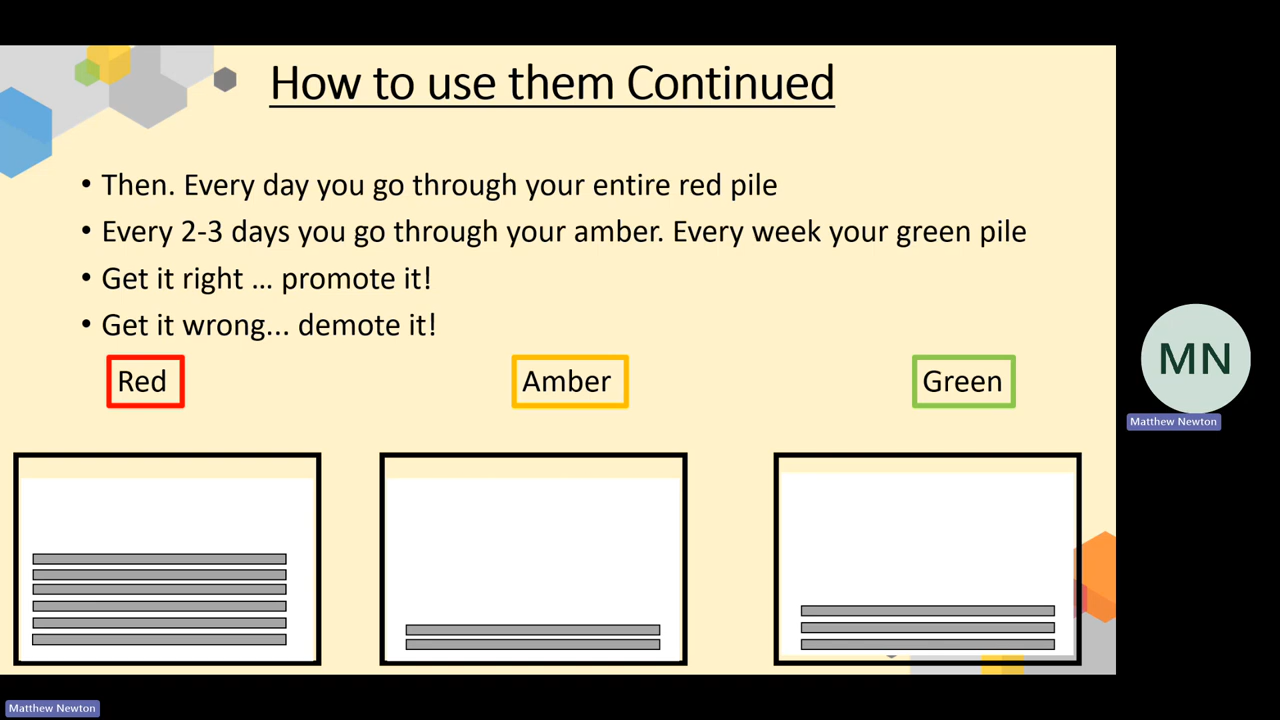 How to use them Continued
• Then. Every day you go through your entire red pile
• Every 2-3 days you go through your amber. Every week your green pile
• Get it right … promote it!
• Get it wrong... demote it!
Red
Amber
Green
MN
Matthew Newton
Matthew Newton